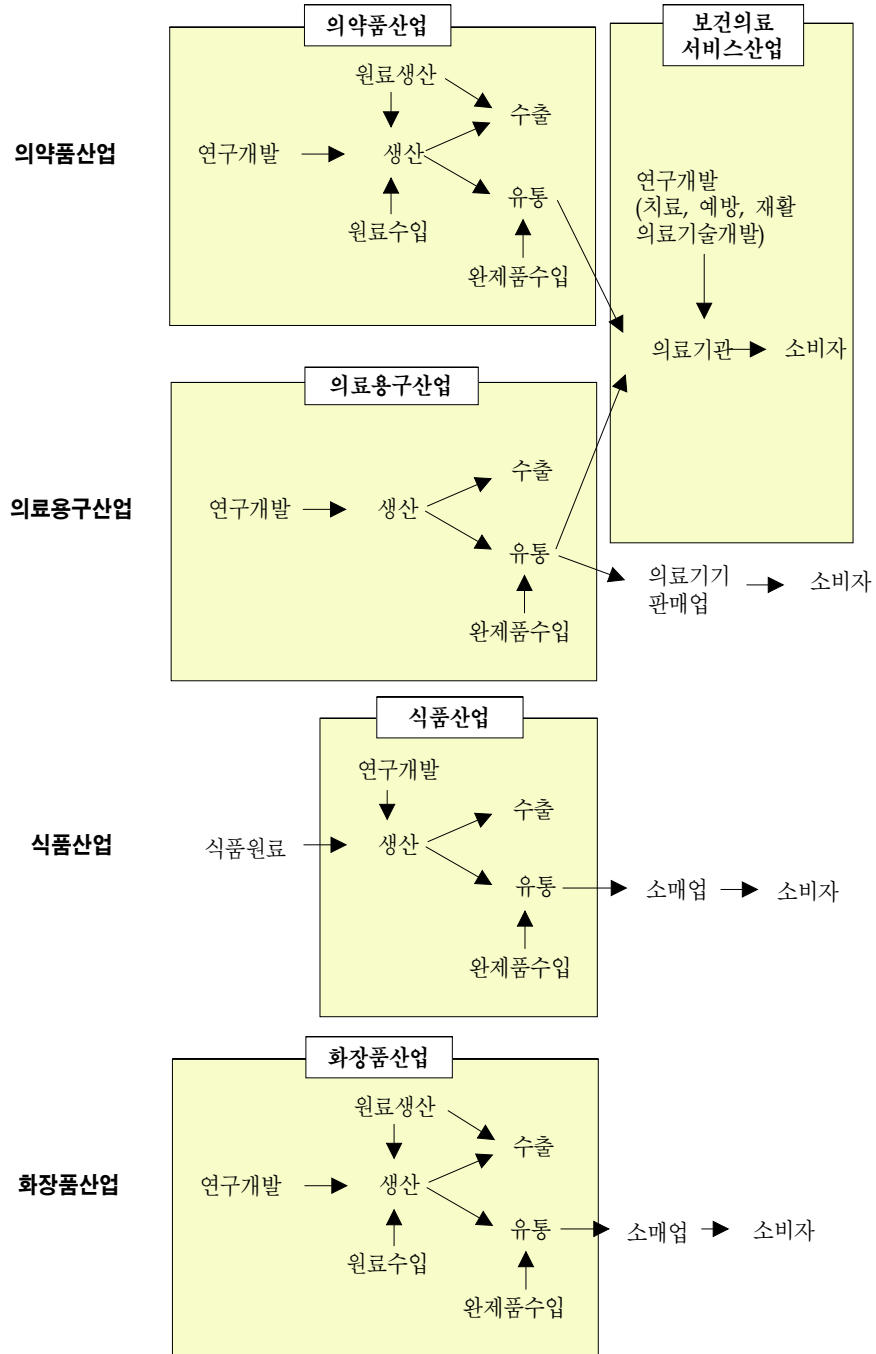 의약품산업
보건의료
서비스산업
원료생산
수출
의약품산업
연구개발
생산
연구개발
(치료, 예방, 재활
의료기술개발)
유통
원료수입
완제품수입
의료기관
소비자
의료용구산업
수출
의료용구산업
연구개발
생산
유통
의료기기
판매업
소비자
완제품수입
식품산업
연구개발
수출
식품산업
식품원료
생산
유통
소매업
소비자
완제품수입
화장품산업
원료생산
수출
화장품산업
연구개발
생산
유통
소매업
소비자
원료수입
완제품수입